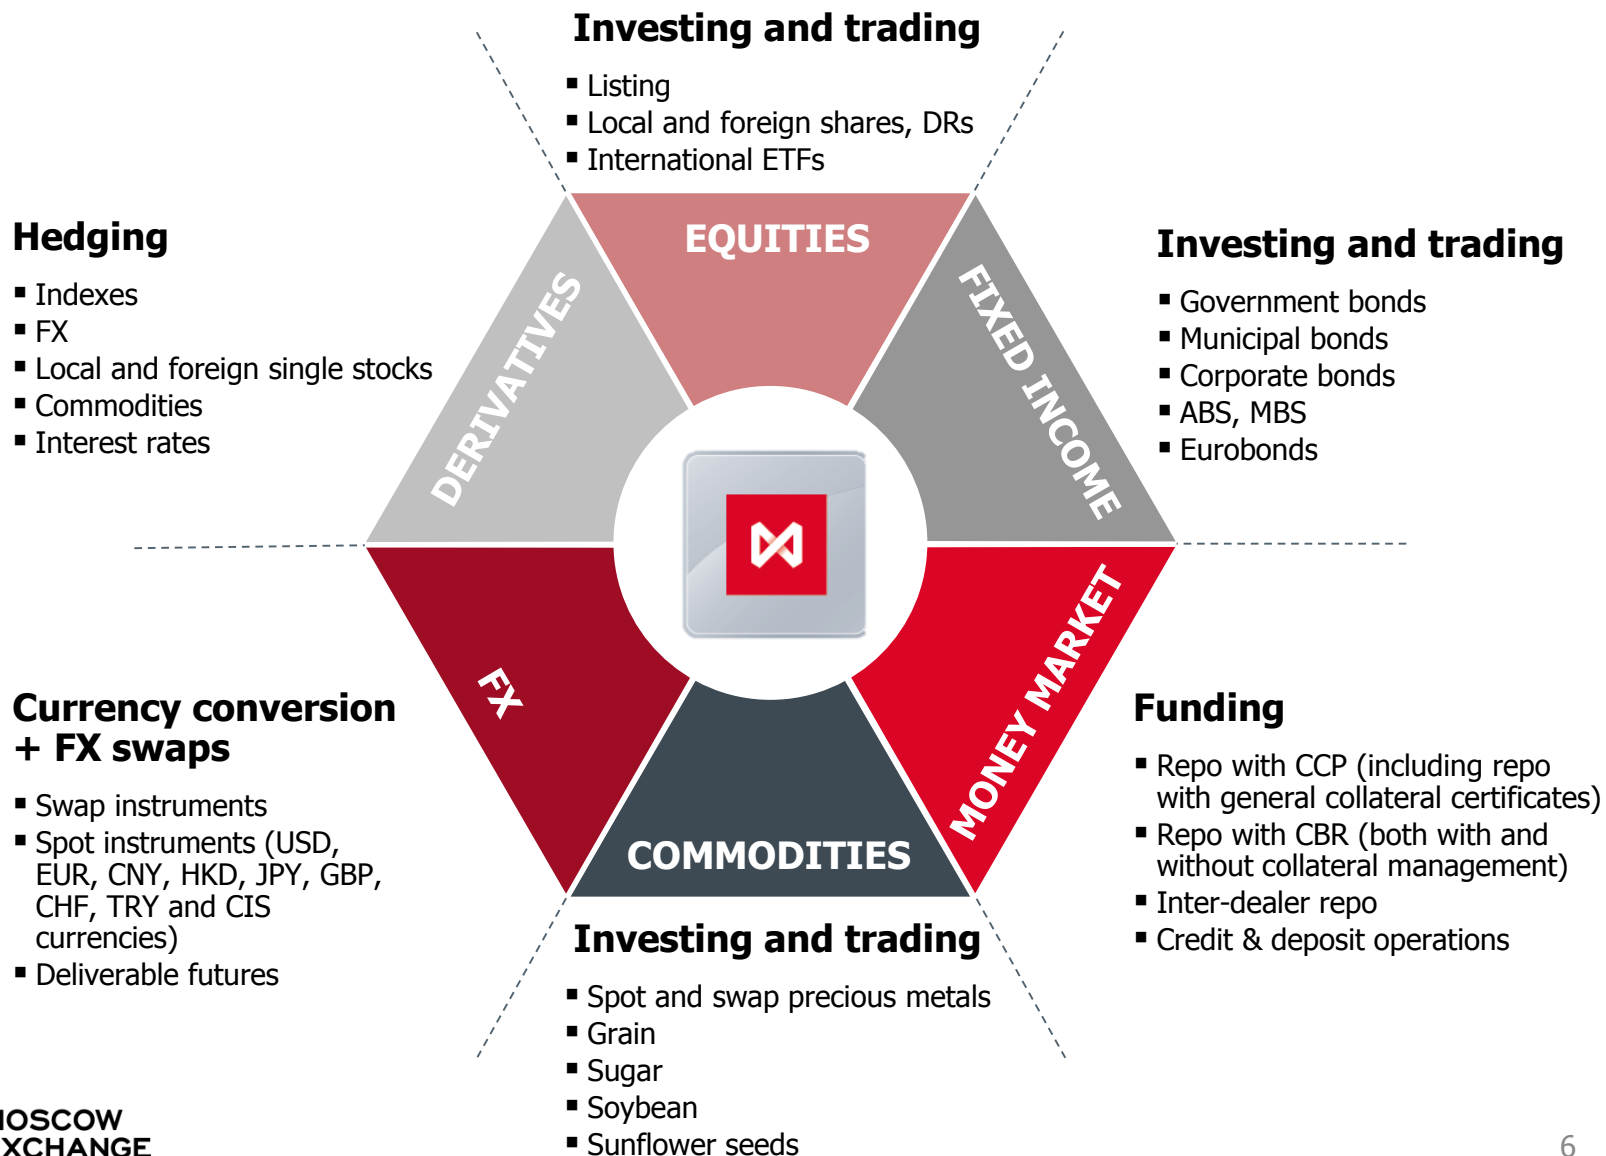 Investing and trading
▪ Listing
▪ Local and foreign shares, DRs
▪ International ETFs
Hedging
▪ Indexes
▪ FX
▪ Local and foreign single stocks
▪ Commodities
▪ Interest rates
EQUITIES
DERIVATIVES
FIXED INCOME
Investing and trading
▪ Government bonds
▪ Municipal bonds
▪ Corporate bonds
▪ ABS, MBS
▪ Eurobonds
FX
COMMODITIES
MONEY MARKET
Currency conversion
+ FX swaps
▪ Swap instruments
▪ Spot instruments (USD,
EUR, CNY, HKD, JPY, GBP,
CHF, TRY and CIS
currencies)
▪ Deliverable futures
Funding
▪ Repo with CCP (including repo
with general collateral certificates)
▪ Repo with CBR (both with and
without collateral management)
▪ Inter-dealer repo
▪ Credit & deposit operations
Investing and trading
▪ Spot and swap precious metals
▪ Grain
▪ Sugar
▪ Soybean
▪ Sunflower seeds
MOSCOW
EXCHANGE
6